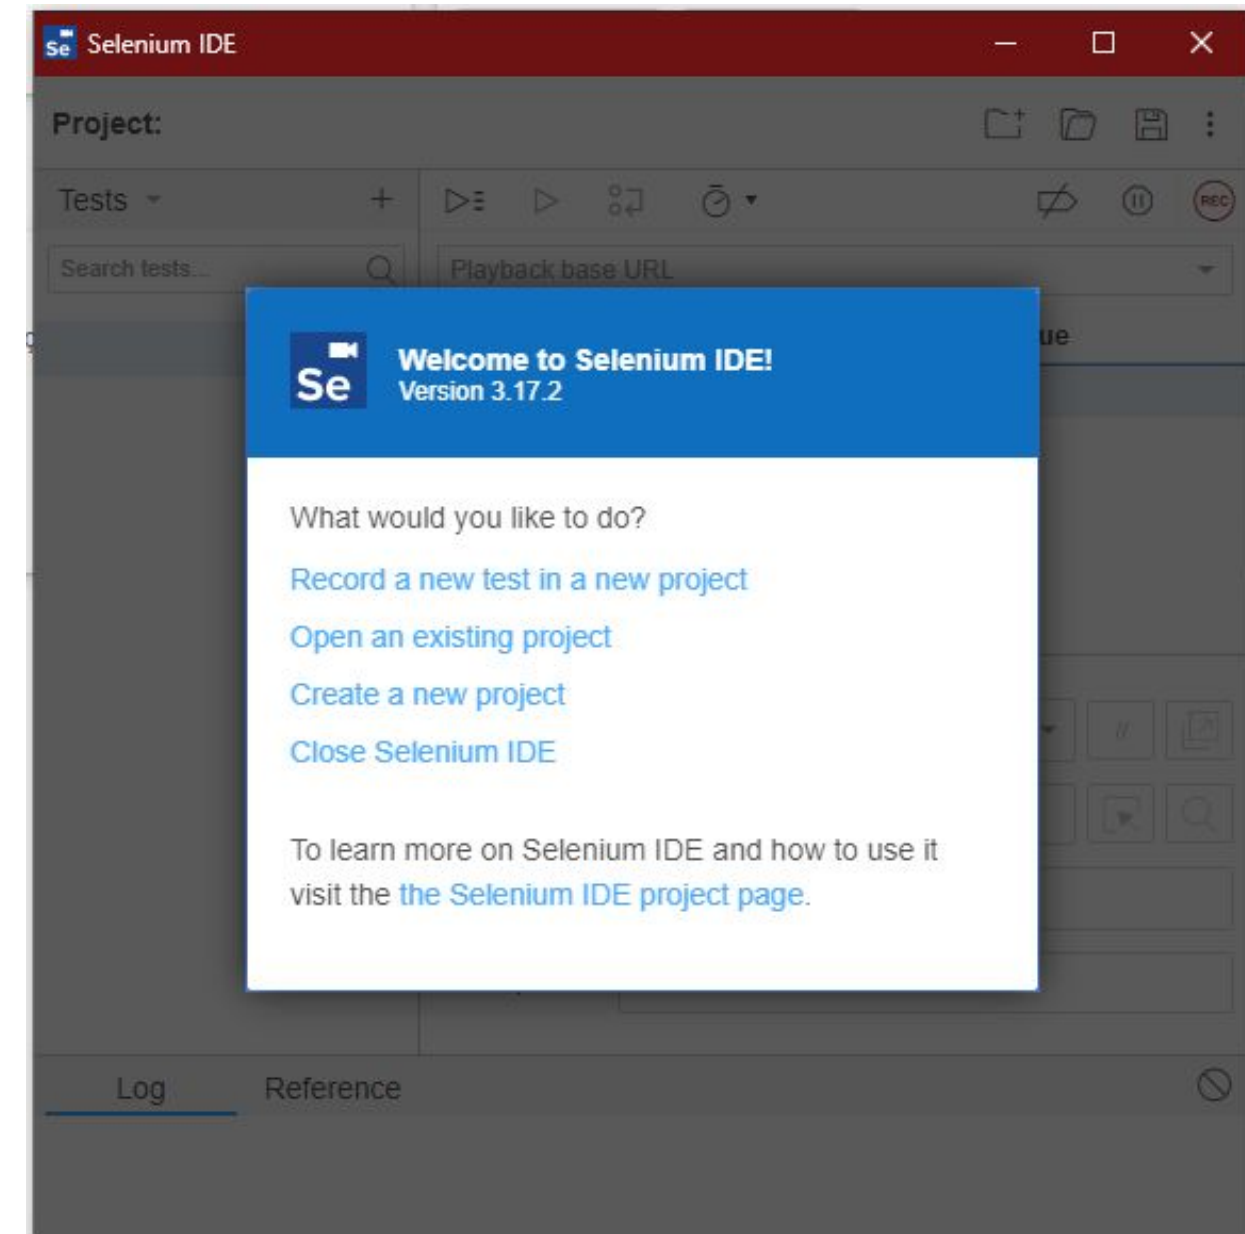 Se Selenium IDE
Project:
Tests
Search tests...
Playback base URL
REC
ue
Se
Welcome to Selenium IDE!
Version 3.17.2
What would you like to do?
Record a new test in a new project
Open an existing project
Create a new project
Close Selenium IDE
To learn more on Selenium IDE and how to use it
visit the the Selenium IDE project page.
//
Log Reference